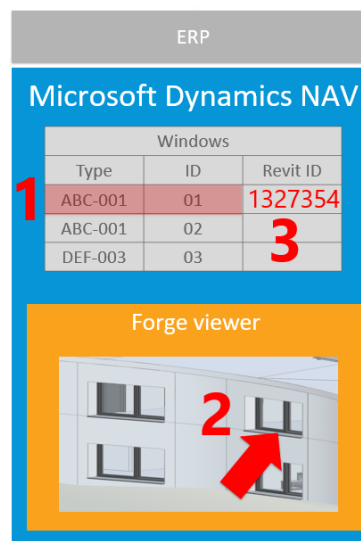 ERP
Microsoft Dynamics NAV
Windows
Type ID Revit ID
1 ABC-001 01 1327354
ABC-001 02 3
DEF-003 03
Forge viewer
2